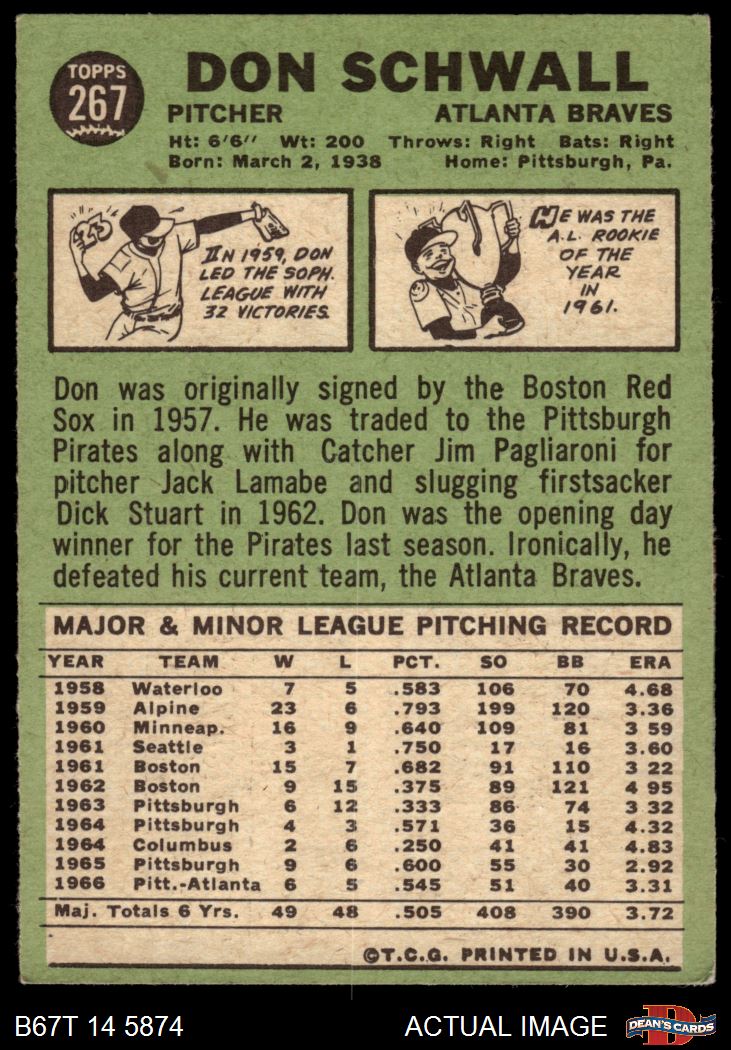 TOPPS
267
DON SCHWALL
PITCHER ATLANTA BRAVES
Ht: 6'6" Wt: 200 Throws: Right Bats: Right
Born: March 2, 1938 Home: Pittsburgh, Pa.
23
IN 1959, DON
LED THE SOPH.
LEAGUE WITH
32 VICTORIES.
HE WAS THE
A.L. ROOKIE
OF THE
YEAR
IN
1961.
Don was originally signed by the Boston Red
Sox in 1957. He was traded to the Pittsburgh
Pirates along with Catcher Jim Pagliaroni for
pitcher Jack Lamabe and slugging firstsacker
Dick Stuart in 1962. Don was the opening day
winner for the Pirates last season. Ironically, he
defeated his current team, the Atlanta Braves.
MAJOR & MINOR LEAGUE PITCHING RECORD
YEAR TEAM W L PCT. SO BB ERA
1958 Waterloo 7 5 .583 106 70 4.68
1959 Alpine 23 6 .793 199 120 3.36
1960 Minneap. 16 9 .640 109 81 3 59
1961 Seattle 3 1 .750 17 16 3.60
1961 Boston 15 7 .682 91 110 3 22
1962 Boston 9 15 .375 89 121 4 95
1963 Pittsburgh 6 12 .333 86 74 3 32
1964 Pittsburgh 4 3 .571 36 15 4.32
1964 Columbus 2 6 .250 41 41 4.83
1965 Pittsburgh 9 6 .600 55 30 2.92
1966 Pitt.-Atlanta 6 5 .545 51 40 3.31
Maj. Totals 6 Yrs. 49 48 .505 408 390 3.72
©T.C.G. PRINTED IN U.S.A.
B67T 14 5874 ACTUAL IMAGE D DEAN'S CARDS